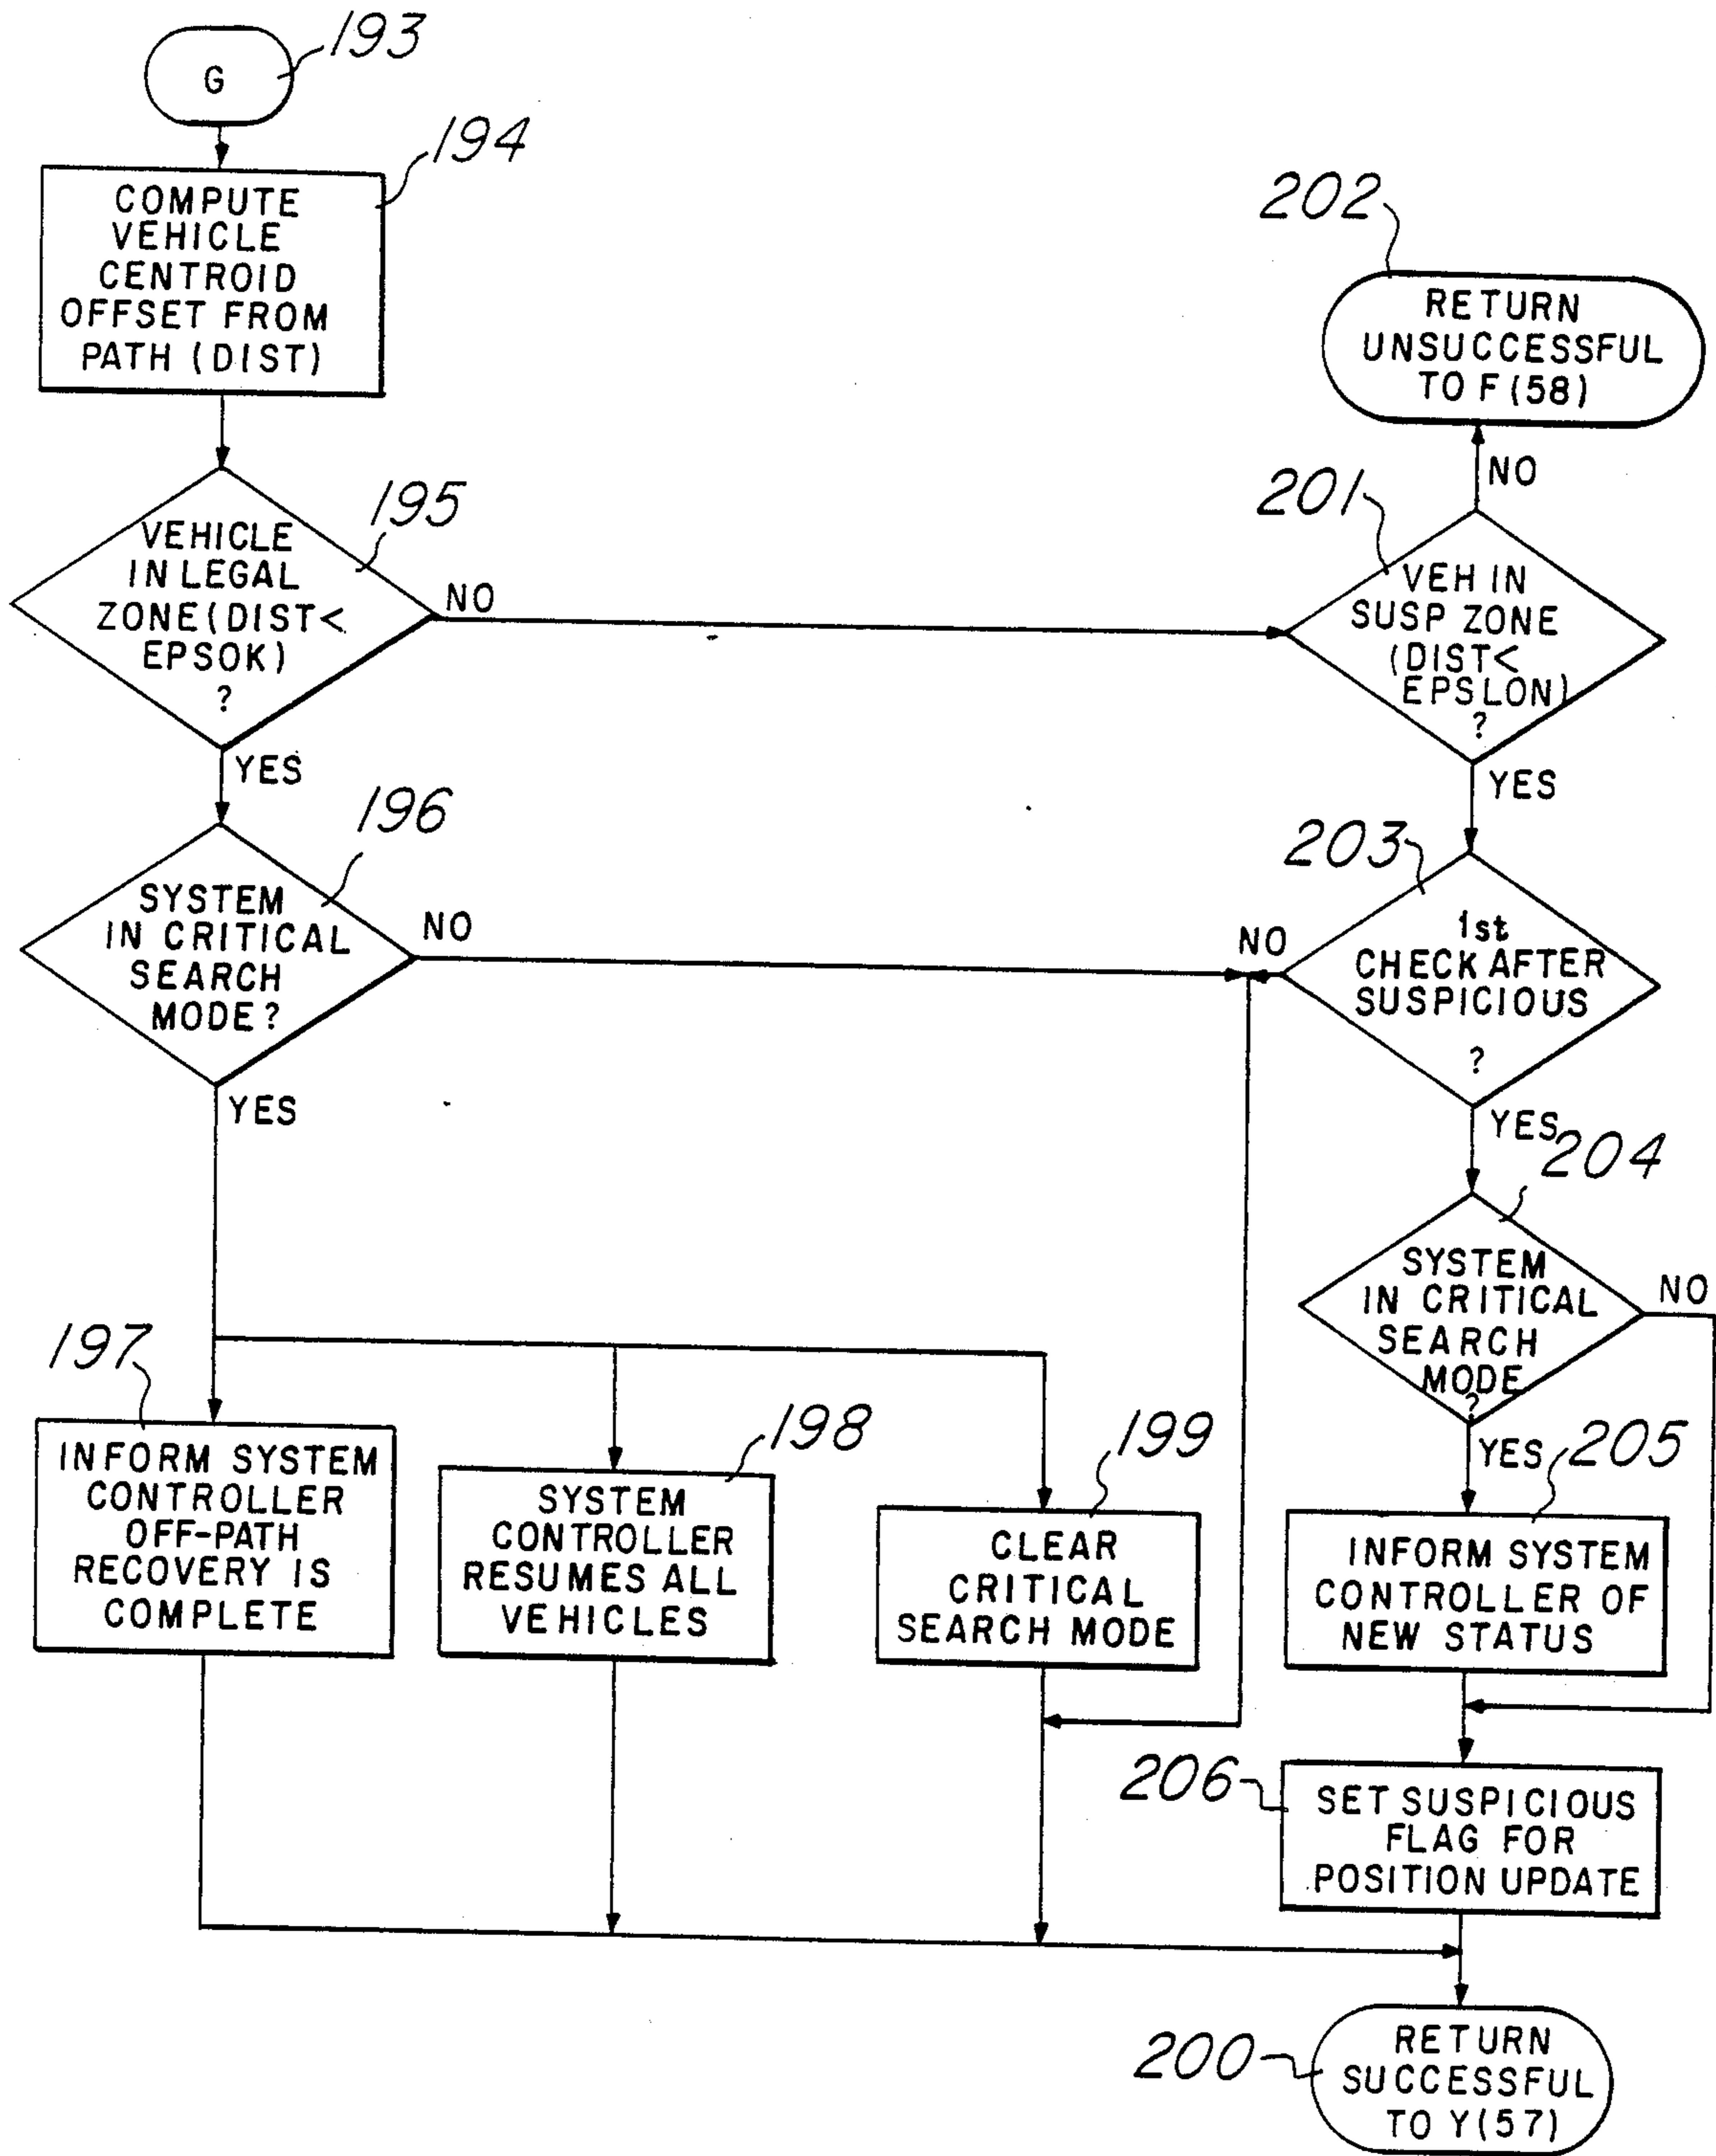 G
193
194
COMPUTE
VEHICLE
CENTROID
OFFSET FROM
PATH (DIST)
202
RETURN
UNSUCCESSFUL
TO F (58)
NO
195
VEHICLE
IN LEGAL
ZONE (DIST<
EPSOK)
?
NO
YES
201
VEH IN
SUSP ZONE
(DIST<
EPSLON)
?
YES
196
SYSTEM
IN CRITICAL
SEARCH
MODE?
NO
YES
203
NO
1st
CHECK AFTER
SUSPICIOUS
?
YES
204
SYSTEM
IN CRITICAL
SEARCH
MODE
?
NO
YES
197
INFORM SYSTEM
CONTROLLER
OFF-PATH
RECOVERY IS
COMPLETE
198
SYSTEM
CONTROLLER
RESUMES ALL
VEHICLES
199
CLEAR
CRITICAL
SEARCH MODE
205
INFORM SYSTEM
CONTROLLER OF
NEW STATUS
206
SET SUSPICIOUS
FLAG FOR
POSITION UPDATE
200
RETURN
SUCCESSFUL
TO Y (57)